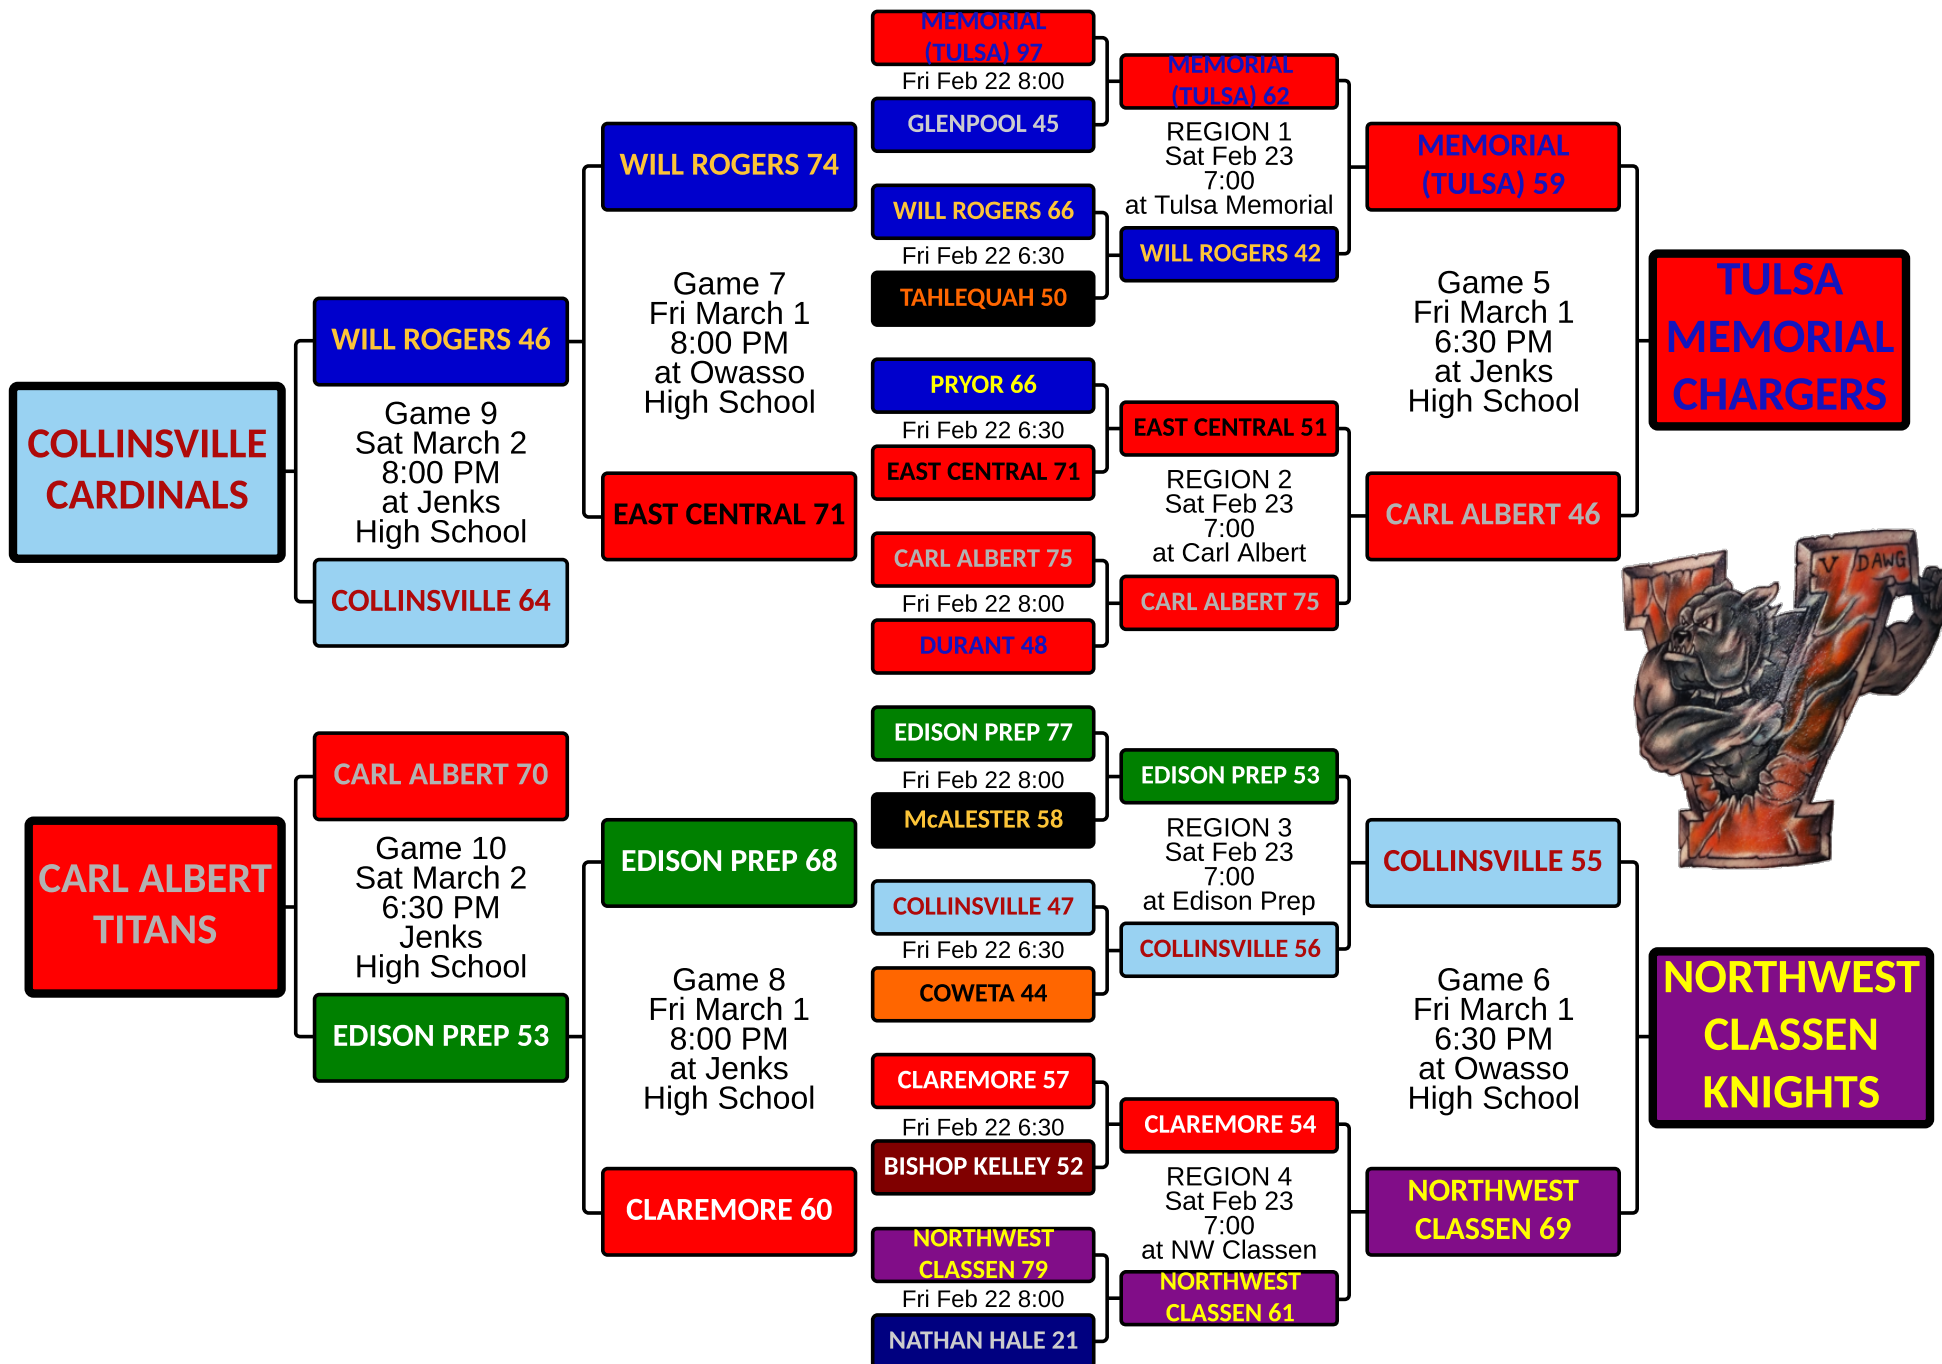 COLLINSVILLE
CARDINALS
WILL ROGERS 46
Game 9
Sat March 2
8:00 PM
at Jenks
High School
COLLINSVILLE 64
WILL ROGERS 74
Game 7
Fri March 1
8:00 PM
at Owasso
High School
EAST CENTRAL 71
MEMORIAL
(TULSA) 97
Fri Feb 22 8:00
GLENPOOL 45
WILL ROGERS 66
Fri Feb 22 6:30
TAHLEQUAH 50
PRYOR 66
Fri Feb 22 6:30
EAST CENTRAL 71
CARL ALBERT 75
Fri Feb 22 8:00
DURANT 48
MEMORIAL
(TULSA) 62
REGION 1
Sat Feb 23
7:00
at Tulsa Memorial
WILL ROGERS 42
EAST CENTRAL 51
REGION 2
Sat Feb 23
7:00
at Carl Albert
CARL ALBERT 75
MEMORIAL
(TULSA) 59
Game 5
Fri March 1
6:30 PM
at Jenks
High School
CARL ALBERT 46
TULSA
MEMORIAL
CHARGERS
V DAWG
CARL ALBERT
TITANS
CARL ALBERT 70
Game 10
Sat March 2
6:30 PM
Jenks
High School
EDISON PREP 53
EDISON PREP 68
Game 8
Fri March 1
8:00 PM
at Jenks
High School
CLAREMORE 60
EDISON PREP 77
Fri Feb 22 8:00
McALESTER 58
COLLINSVILLE 47
Fri Feb 22 6:30
COWETA 44
CLAREMORE 57
Fri Feb 22 6:30
BISHOP KELLEY 52
NORTHWEST
CLASSEN 79
Fri Feb 22 8:00
NATHAN HALE 21
EDISON PREP 53
REGION 3
Sat Feb 23
7:00
at Edison Prep
COLLINSVILLE 56
CLAREMORE 54
REGION 4
Sat Feb 23
7:00
at NW Classen
NORTHWEST
CLASSEN 61
COLLINSVILLE 55
Game 6
Fri March 1
6:30 PM
at Owasso
High School
NORTHWEST
CLASSEN 69
NORTHWEST
CLASSEN
KNIGHTS